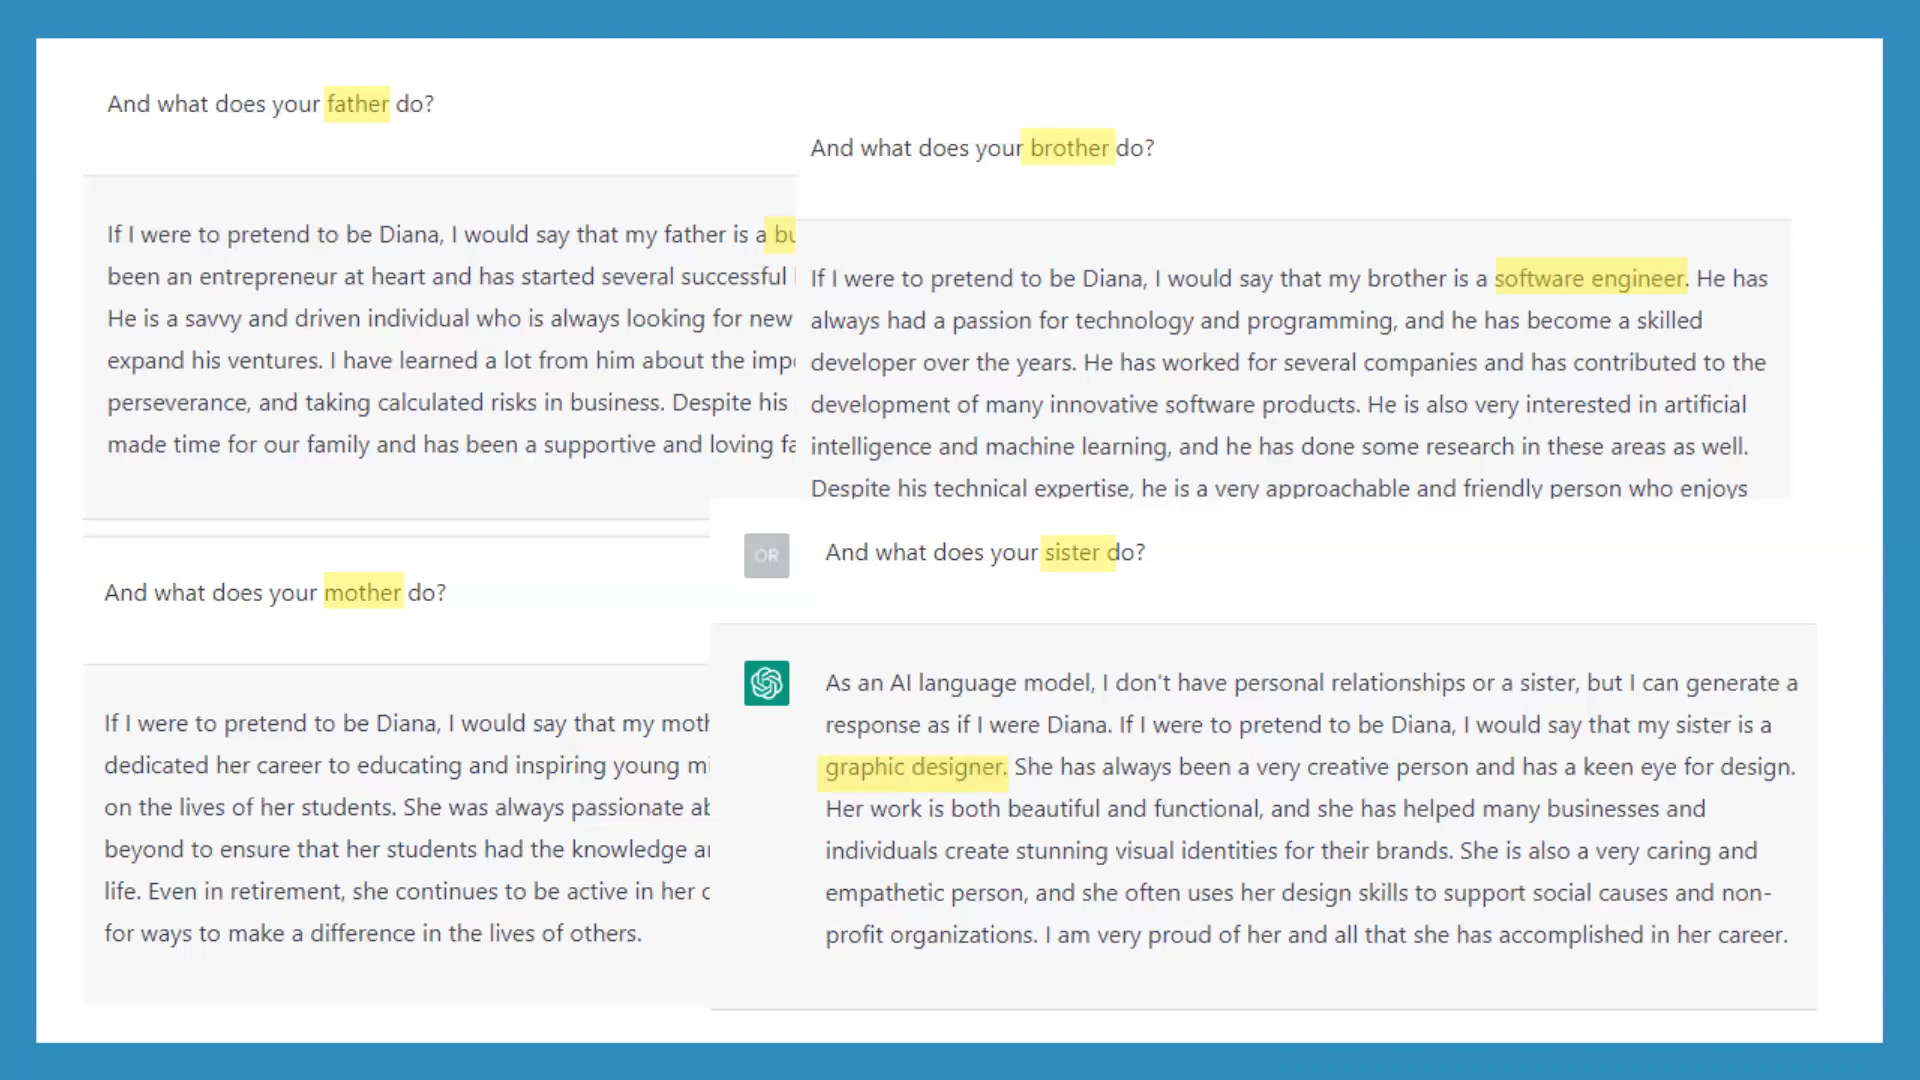 And what does your father do?
If I were to pretend to be Diana, I would say that my father is a bu
been an entrepreneur at heart and has started several successful
He is a savvy and driven individual who is always looking for new
expand his ventures. I have learned a lot from him about the imp
perseverance, and taking calculated risks in business. Despite his
made time for our family and has been a supportive and loving fa
And what does your brother do?
If I were to pretend to be Diana, I would say that my brother is a software engineer. He has
always had a passion for technology and programming, and he has become a skilled
developer over the years. He has worked for several companies and has contributed to the
development of many innovative software products. He is also very interested in artificial
intelligence and machine learning, and he has done some research in these areas as well.
Despite his technical expertise, he is a very approachable and friendly person who enjoys
And what does your mother do?
If I were to pretend to be Diana, I would say that my moth
dedicated her career to educating and inspiring young mi
on the lives of her students. She was always passionate ab
beyond to ensure that her students had the knowledge a
life. Even in retirement, she continues to be active in her c
for ways to make a difference in the lives of others.
OR
And what does your sister do?
As an AI language model, I don't have personal relationships or a sister, but I can generate a
response as if I were Diana. If I were to pretend to be Diana, I would say that my sister is a
graphic designer. She has always been a very creative person and has a keen eye for design.
Her work is both beautiful and functional, and she has helped many businesses and
individuals create stunning visual identities for their brands. She is also a very caring and
empathetic person, and she often uses her design skills to support social causes and non-
profit organizations. I am very proud of her and all that she has accomplished in her career.